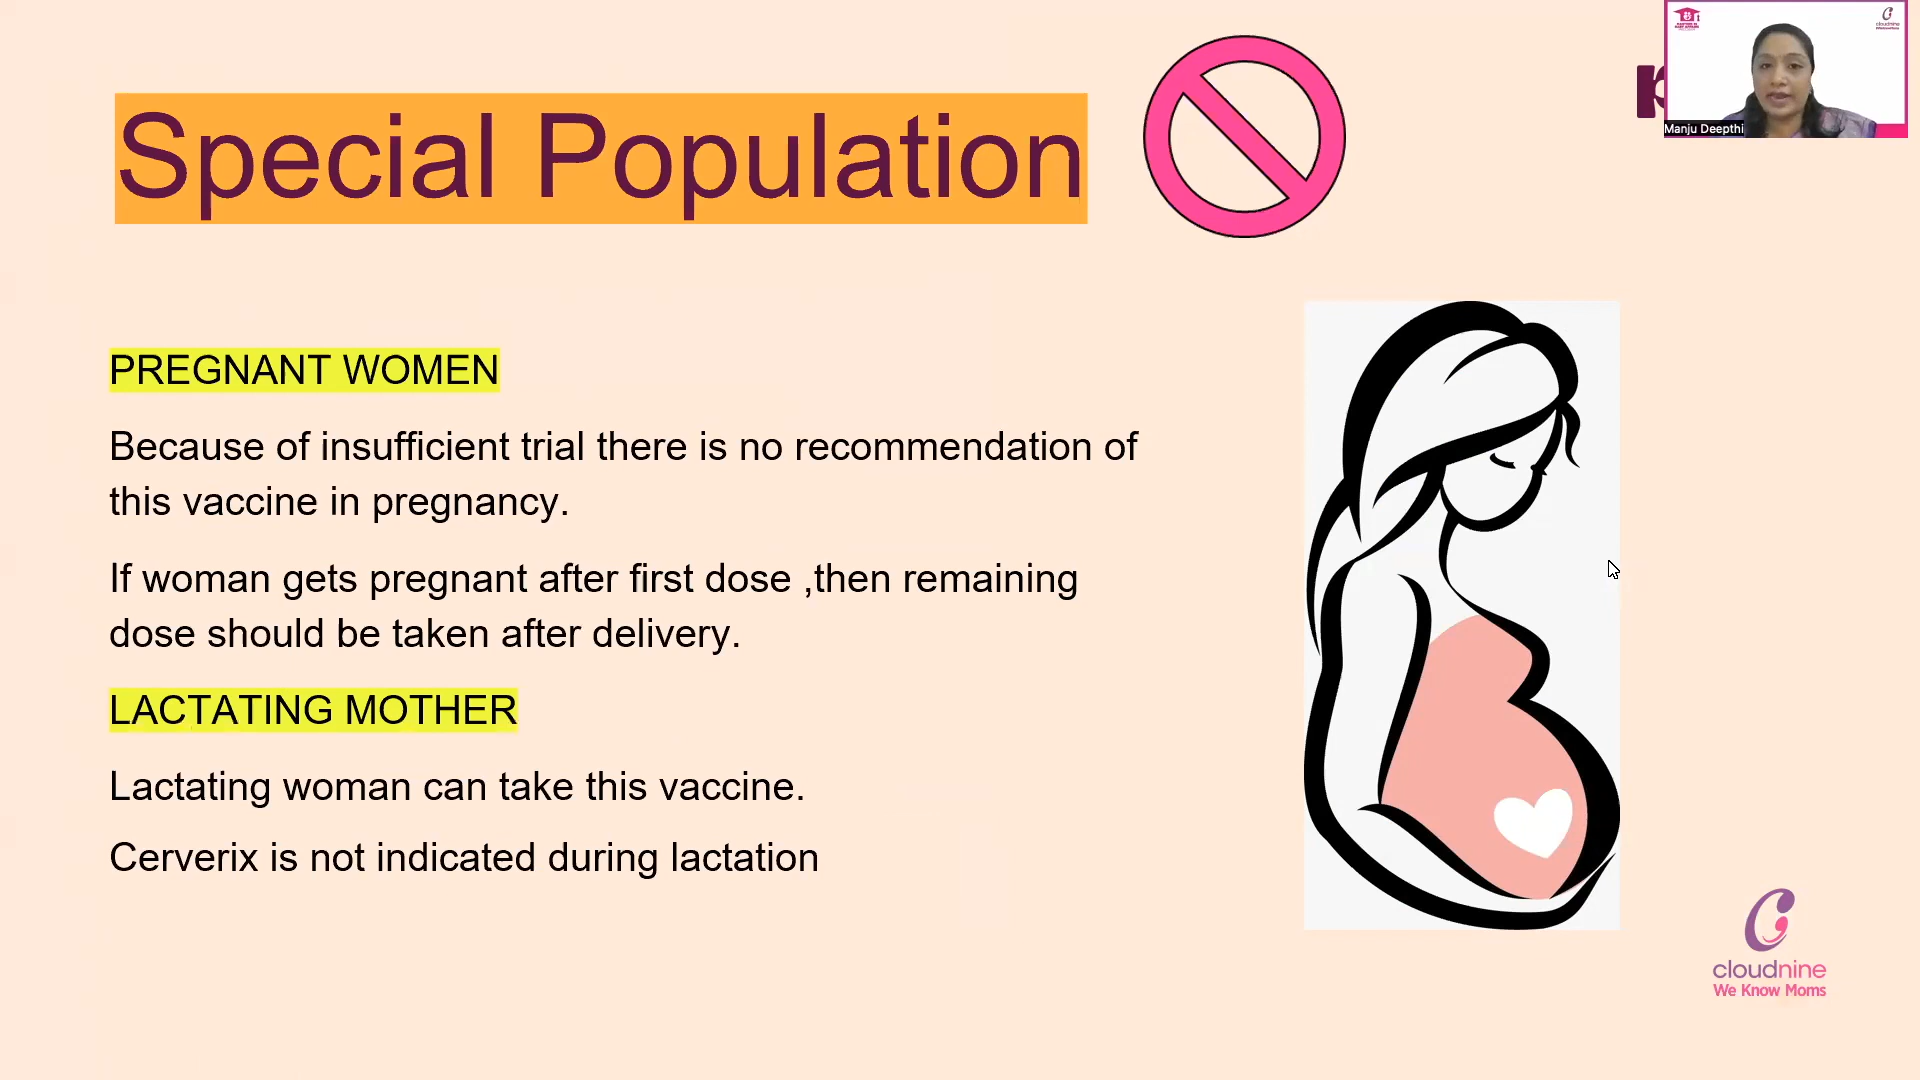 Special Population
Manju Deepthi
PREGNANT WOMEN
Because of insufficient trial there is no recommendation of
this vaccine in pregnancy.
If woman gets pregnant after first dose ,then remaining
dose should be taken after delivery.
LACTATING MOTHER
Lactating woman can take this vaccine.
Cerverix is not indicated during lactation
cloudnine
We Know Moms